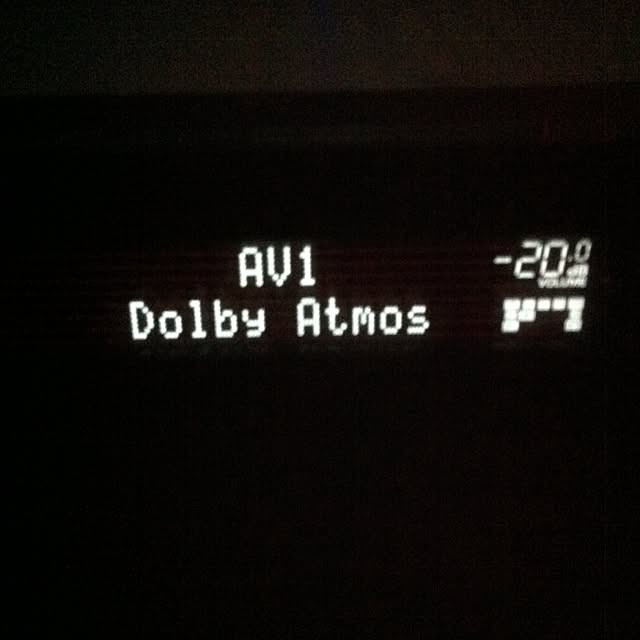 AV1
-20.0 dB
VOLUME
Dolby Atmos